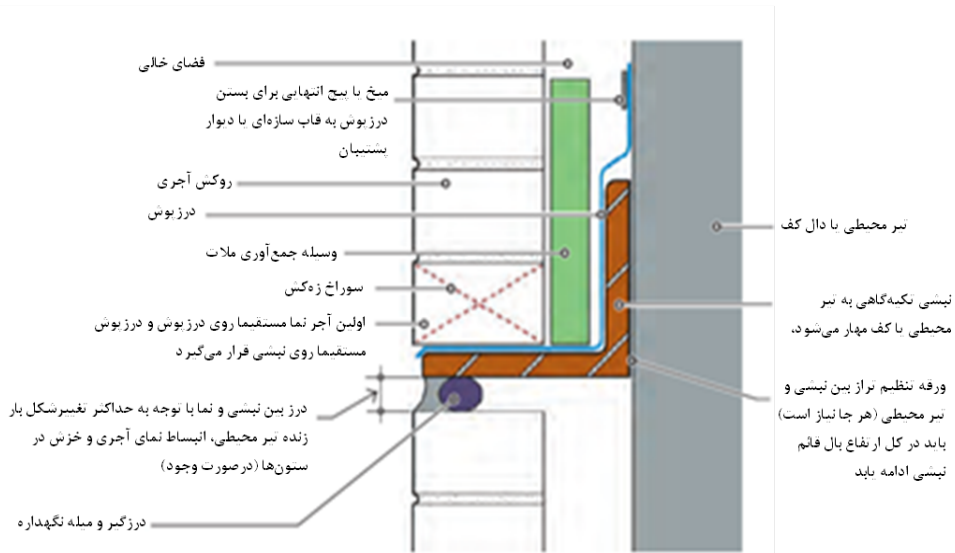 فضای خالی
میخ یا پیچ انتهایی برای بستن
درزپوش به قاب سازه‌ای یا دیوار
پشتیبان
روکش آجری
درزپوش
وسیله جمع‌آوری ملات
سوراخ زه‌کش
اولین آجر نما مستقیما روی درزپوش و درزپوش
مستقیما روی نبشی قرار می‌گیرد
درز بین نبشی و نما با توجه به حداکثر تغییرشکل بار
زنده تیر محیطی، انبساط نمای آجری و خزش در
ستون‌ها (درصورت وجود)
درزگیر و میله نگهداره
تیر محیطی یا دال کف
نبشی تکیه‌گاهی به تیر
محیطی یا کف مهار می‌شود،
ورقه تنظیم تراز بین نبشی و
تیر محیطی (هر جا نیاز است)
باید در کل ارتفاع بال قائم
نبشی ادامه یابد